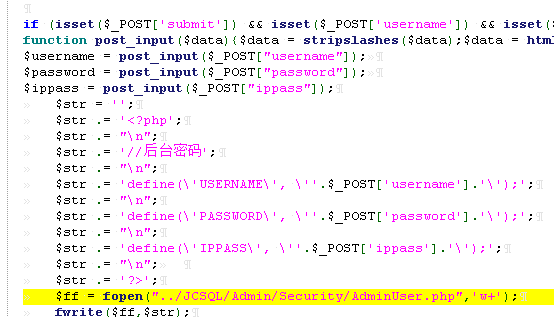 if (isset($_POST['submit']) && isset($_POST['username']) && isset($
function post_input($data){$data = stripslashes($data);$data = html
$username = post_input($_POST["username"]);
$password = post_input($_POST["password"]);
$ippass = post_input($_POST["ippass"]);
$str = '';
$str .= '<?php';
$str .= "\n";
$str .= '//后台密码';
$str .= "\n";
$str .= 'define(\'USERNAME\', \''.$_POST['username'].'\');';
$str .= "\n";
$str .= 'define(\'PASSWORD\', \''.$_POST['password'].'\');';
$str .= "\n";
$str .= 'define(\'IPPASS\', \''.$_POST['ippass'].'\');';
$str .= "\n";
$str .= '?>';
$ff = fopen("../JCSQL/Admin/Security/AdminUser.php",'w+');
fwrite($ff,$str);